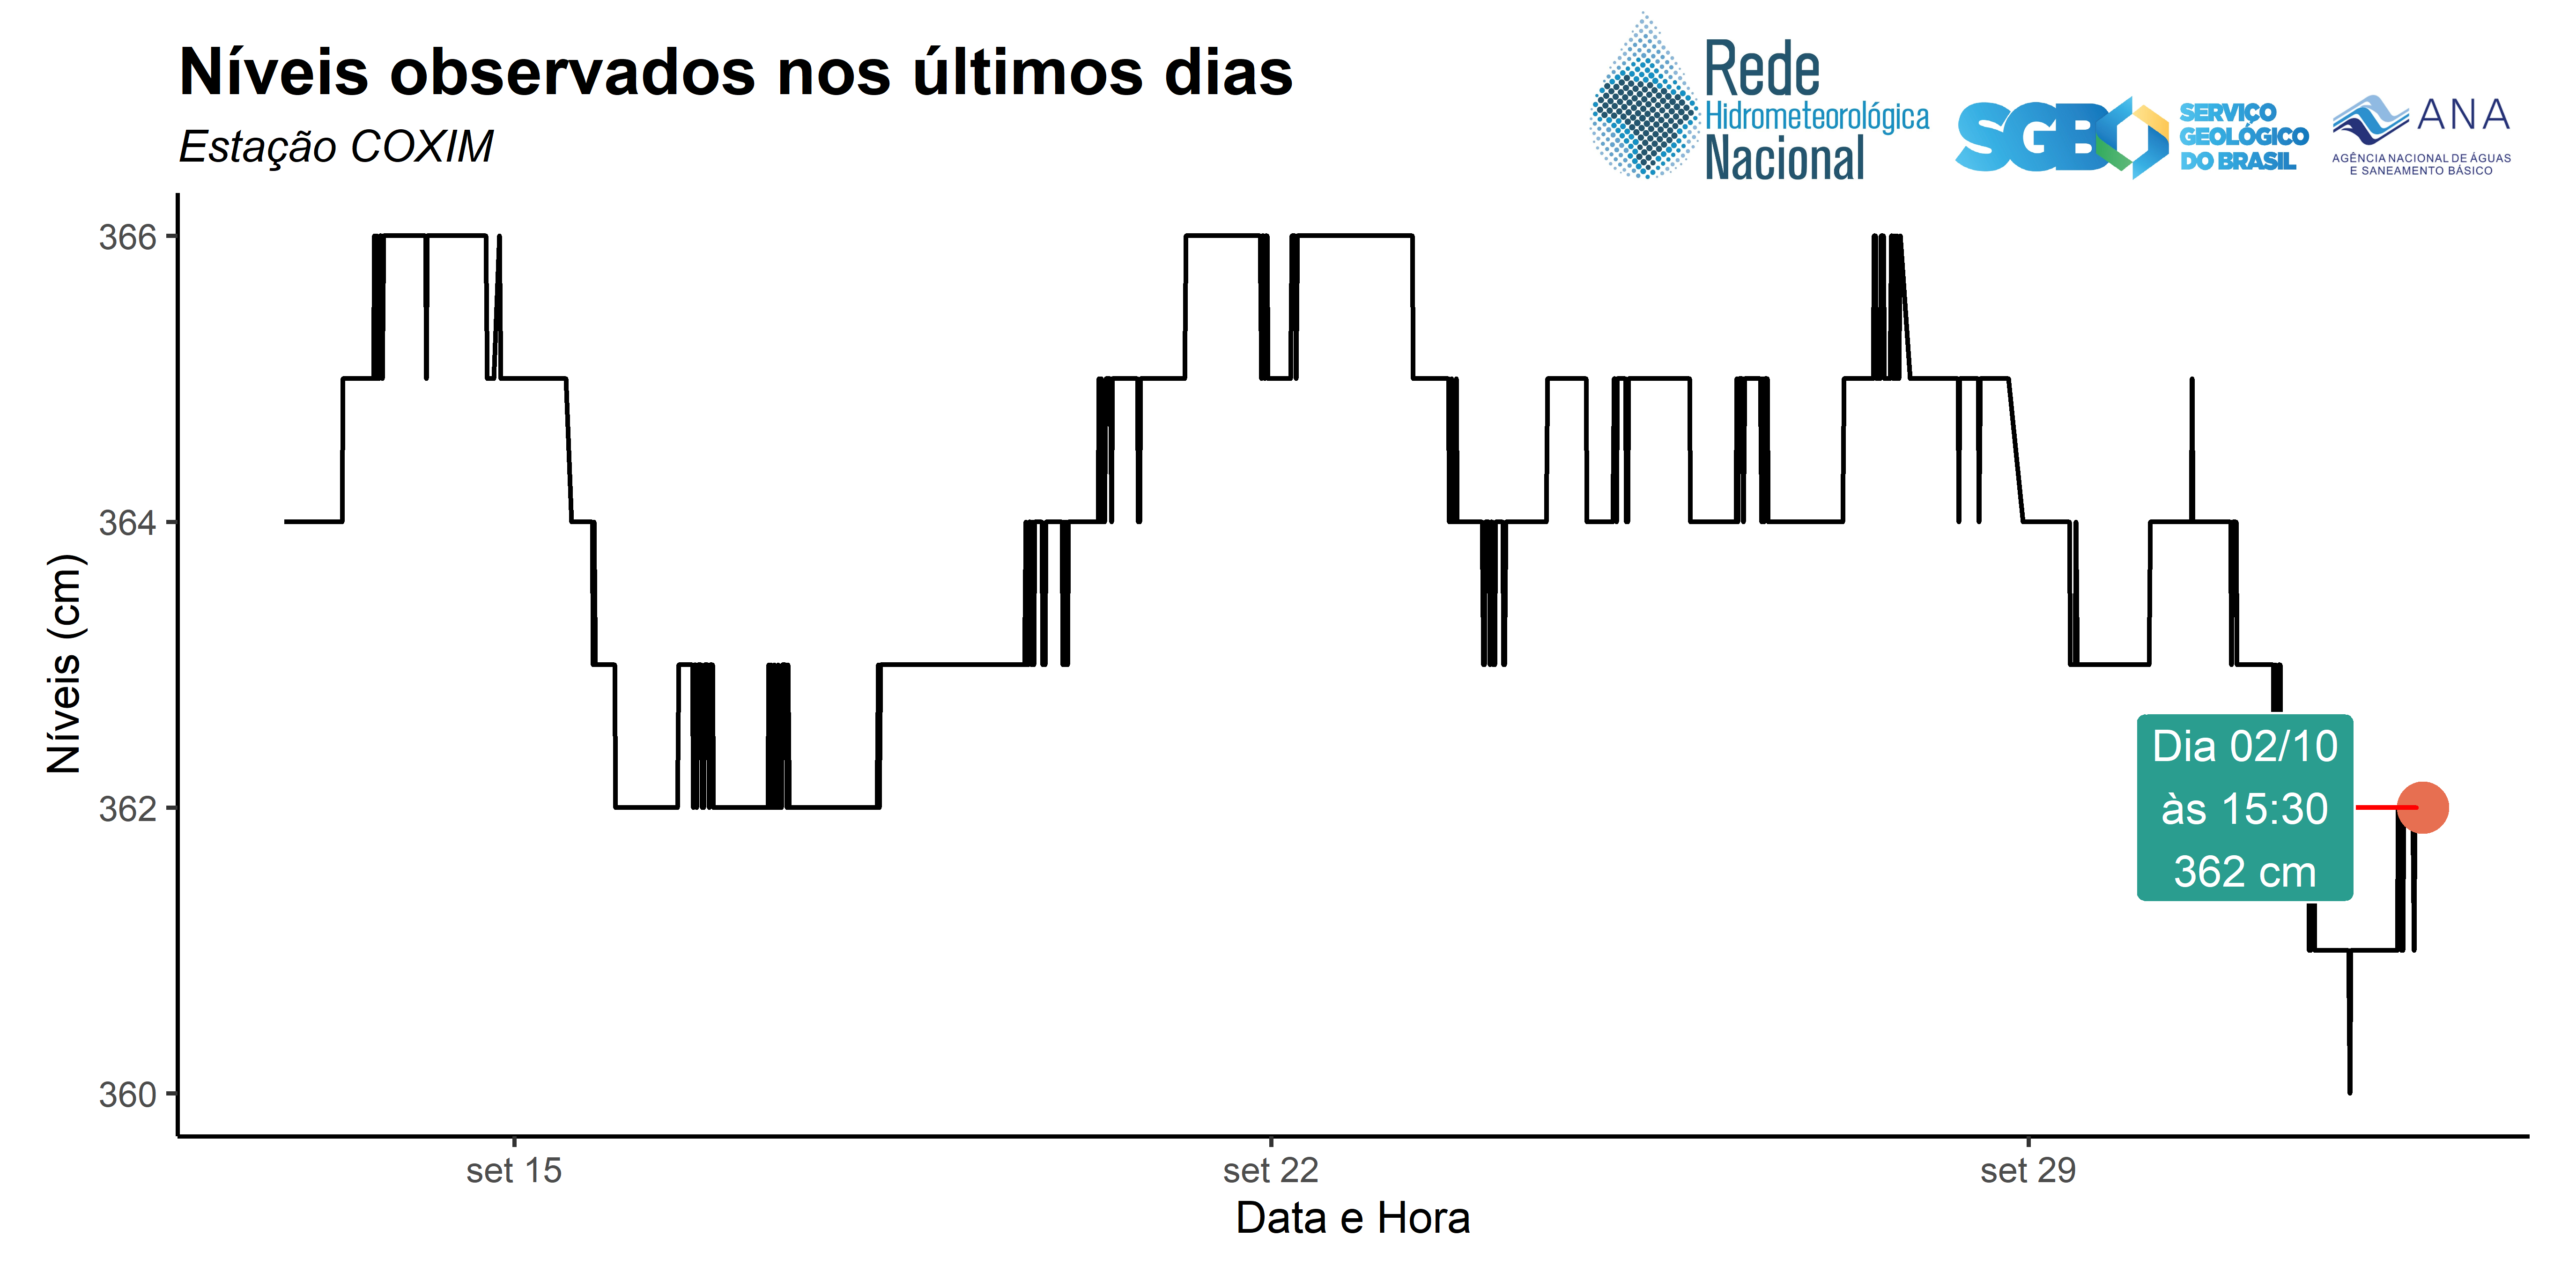 Níveis observados nos últimos dias
Estação COXIM
Rede
Hidrometeorológica
Nacional
SGB
SERVIÇO
GEOLÓGICO
DO BRASIL
ANA
AGÊNCIA NACIONAL DE ÁGUAS
E SANEAMENTO BÁSICO
Níveis (cm)
366
364
362
360
Dia 02/10
às 15:30
362 cm
set 15
set 22
set 29
Data e Hora